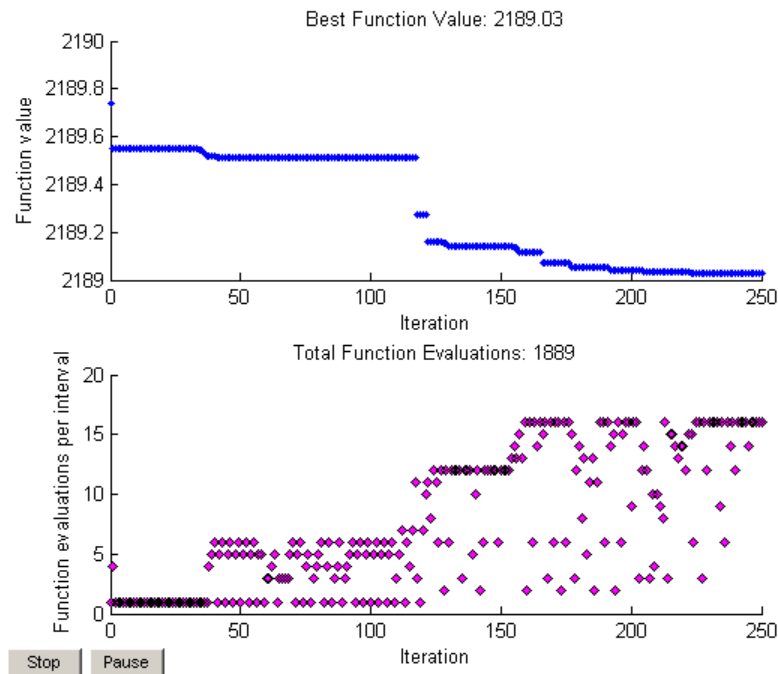 Best Function Value: 2189.03
2190
2189.8
2189.6
2189.4
2189.2
2189
Function value
0
50
100
150
200
250
Iteration
Total Function Evaluations: 1889
20
15
10
5
0
Function evaluations per interval
0
50
100
150
200
250
Iteration
Stop
Pause